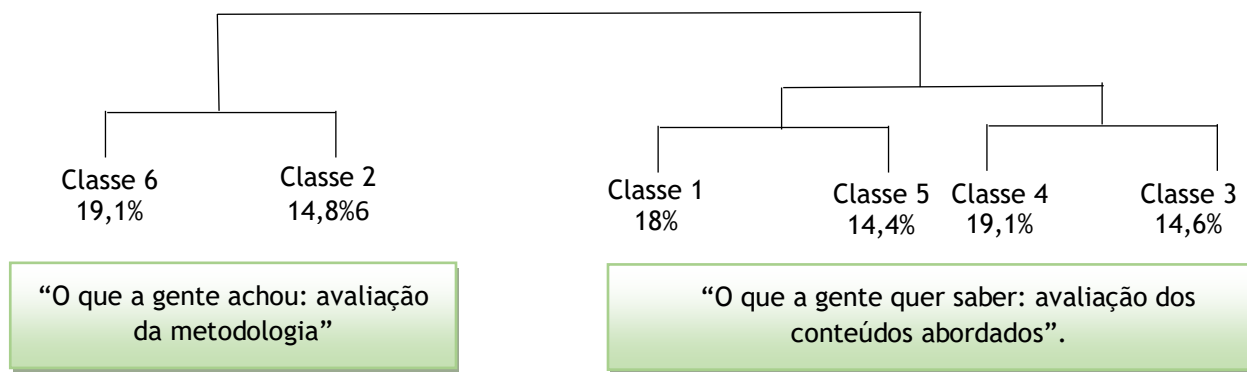 Classe 6
19,1%
Classe 2
14,8%6
Classe 1
18%
Classe 5
14,4%
Classe 4
19,1%
Classe 3
14,6%
“O que a gente achou: avaliação
da metodologia”
“O que a gente quer saber: avaliação dos
conteúdos abordados”.